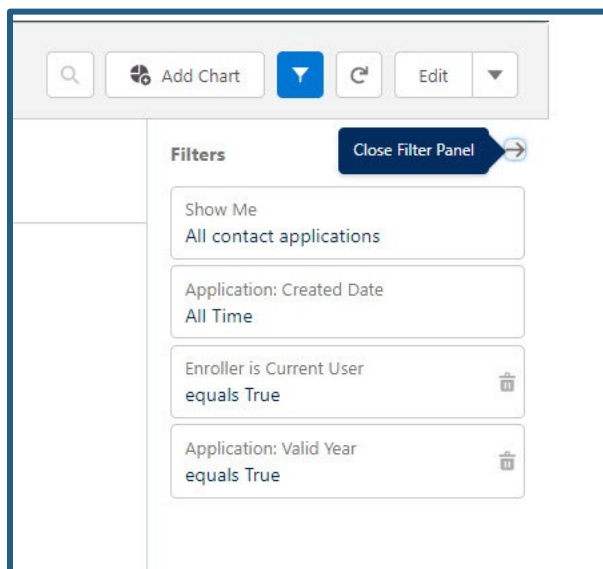 Add Chart
Edit
Filters
Close Filter Panel
Show Me
All contact applications
Application: Created Date
All Time
Enroller is Current User
equals True
Application: Valid Year
equals True